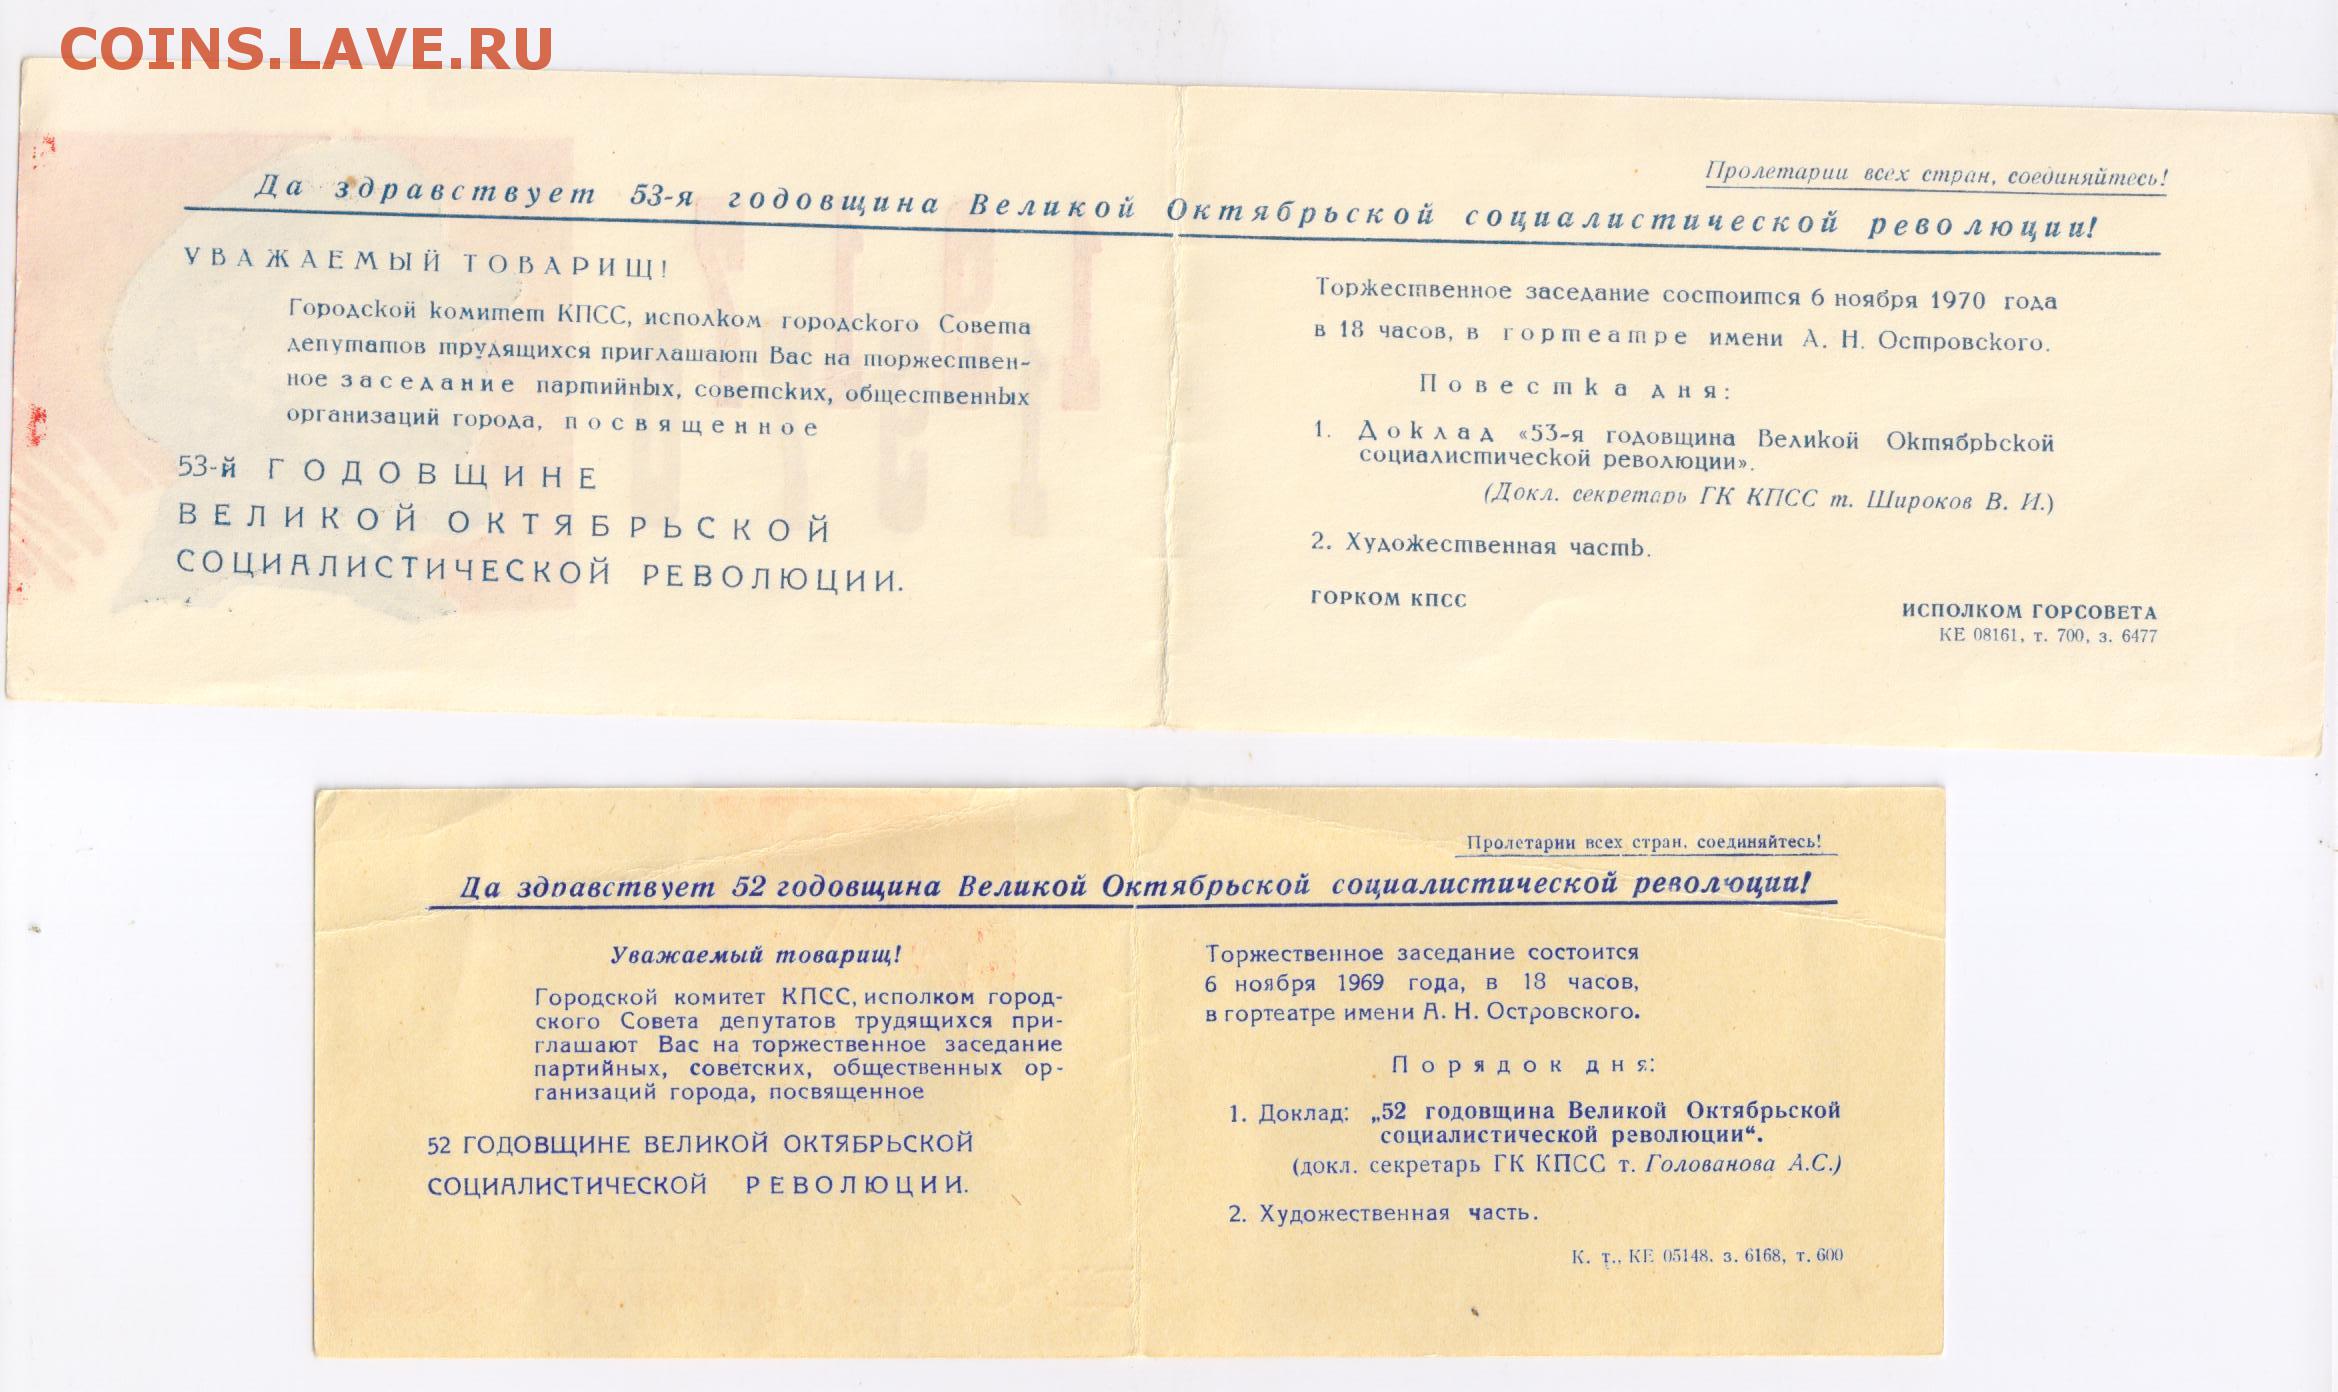 COINS.LAVE.RU
Пролетарии всех стран, соединяйтесь!
Да здравствует 53-я годовщина Великой Октябрьской социалистической революции!
УВАЖАЕМЫЙ ТОВАРИЩ!
Городской комитет КПСС, исполком городского Совета
депутатов трудящихся приглашают Вас на торжествен-
ное заседание партийных, советских, общественных
организаций города, посвященное
53-й ГОДОВЩИНЕ
ВЕЛИКОЙ ОКТЯБРЬСКОЙ
СОЦИАЛИСТИЧЕСКОЙ РЕВОЛЮЦИИ.
Торжественное заседание состоится 6 ноября 1970 года
в 18 часов, в гортеатре имени А. Н. Островского.
Повестка дня:
1. Доклад «53-я годовщина Великой Октябрьской
социалистической революции».
(Докл. секретарь ГК КПСС т. Широков В. И.)
2. Художественная часть.
ГОРКОМ КПСС
ИСПОЛКОМ ГОРСОВЕТА
КЕ 08161, т. 700, з. 6477
Пролетарии всех стран, соединяйтесь!
Да здравствует 52 годовщина Великой Октябрьской социалистической революции!
Уважаемый товарищ!
Городской комитет КПСС, исполком город-
ского Совета депутатов трудящихся при-
глашают Вас на торжественное заседание
партийных, советских, общественных ор-
ганизаций города, посвященное
52 ГОДОВЩИНЕ ВЕЛИКОЙ ОКТЯБРЬСКОЙ
СОЦИАЛИСТИЧЕСКОЙ РЕВОЛЮЦИИ.
Торжественное заседание состоится
6 ноября 1969 года, в 18 часов,
в гортеатре имени А. Н. Островского.
Порядок дня:
1. Доклад: „52 годовщина Великой Октябрьской
социалистической революции“.
(докл. секретарь ГК КПСС т. Голованова А.С.)
2. Художественная часть.
К. т., КЕ 05148. з. 6168, т. 600